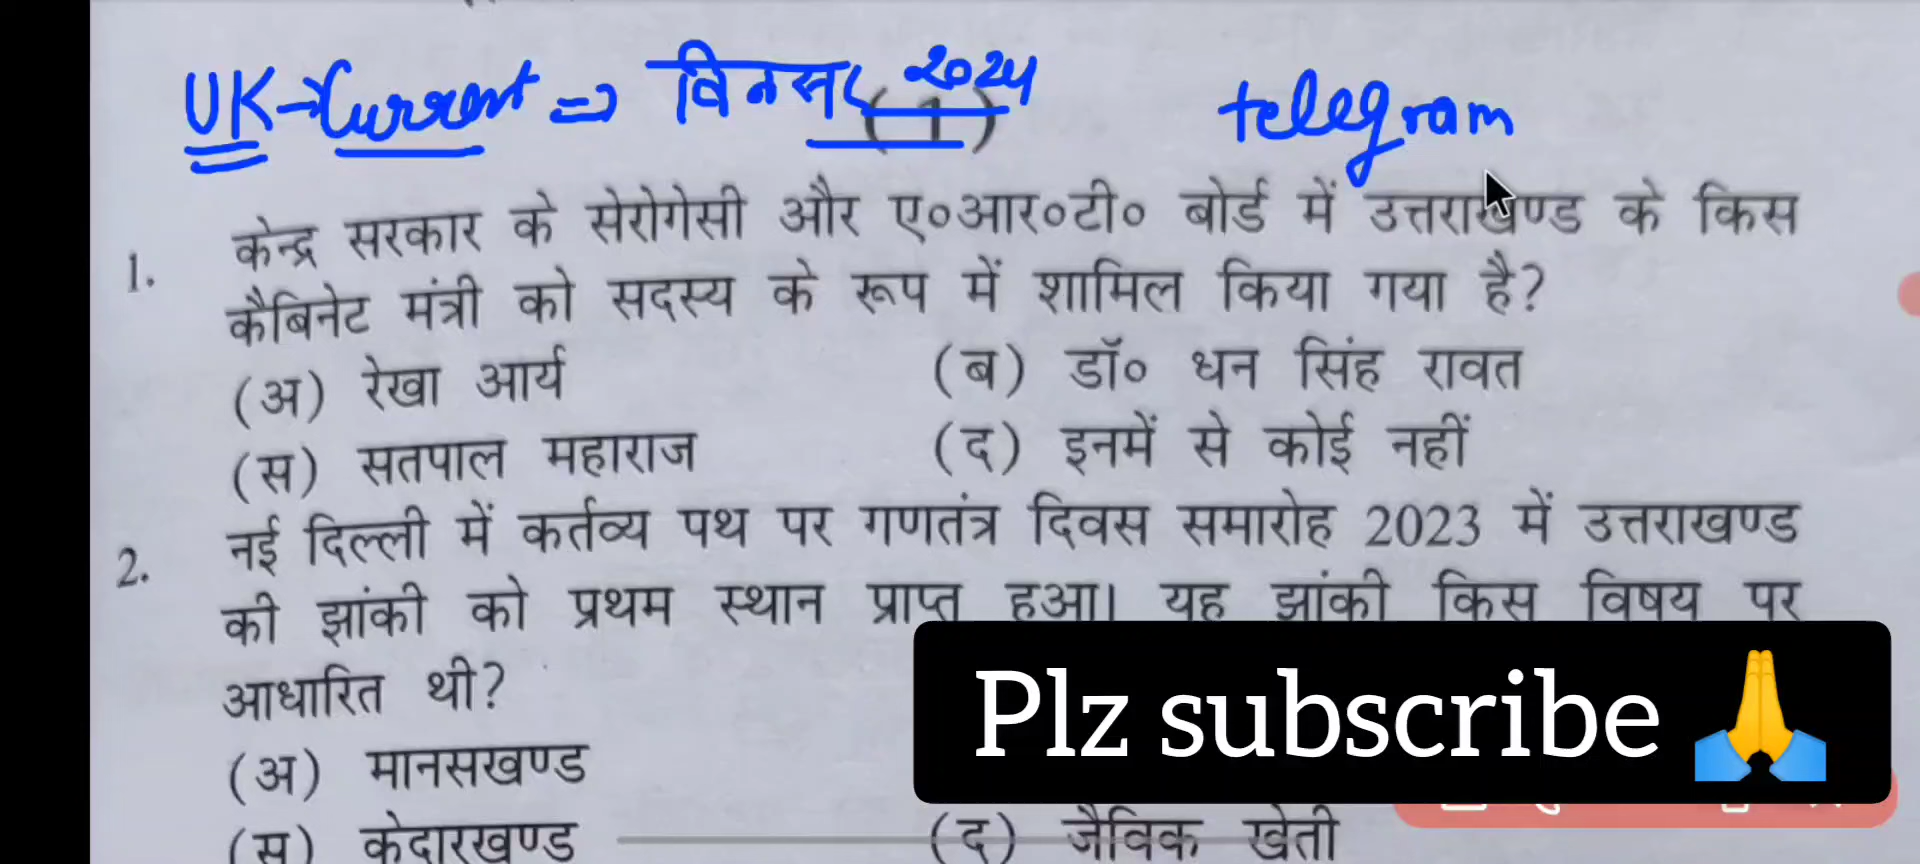 UK → Current => विनसर 2024
telegram
(1)
1. केन्द्र सरकार के सेरोगेसी और ए०आर०टी० बोर्ड में उत्तराखण्ड के किस
कैबिनेट मंत्री को सदस्य के रूप में शामिल किया गया है?
(अ) रेखा आर्य (ब) डॉ० धन सिंह रावत
(स) सतपाल महाराज (द) इनमें से कोई नहीं
2. नई दिल्ली में कर्तव्य पथ पर गणतंत्र दिवस समारोह 2023 में उत्तराखण्ड
की झांकी को प्रथम स्थान प्राप्त हुआ। यह झांकी किस विषय पर
आधारित थी?
Plz subscribe 🙏
(अ) मानसखण्ड
(स) केदारखण्ड (द) जैविक खेती